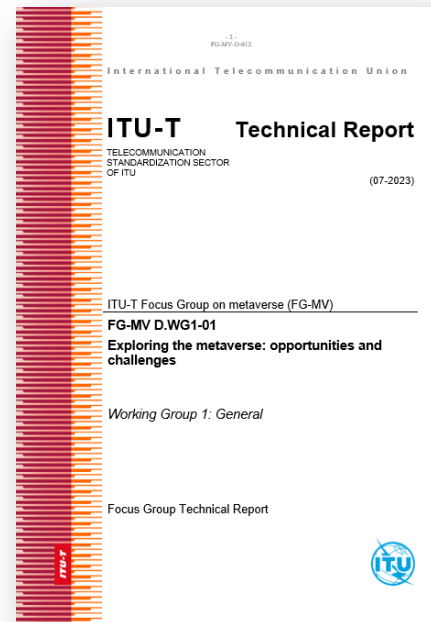 - 2 -
FG-MV-O-012
International Telecommunication Union
ITU-T Technical Report
TELECOMMUNICATION
STANDARDIZATION SECTOR
OF ITU
(07-2023)
ITU-T Focus Group on metaverse (FG-MV)
FG-MV D.WG1-01
Exploring the metaverse: opportunities and
challenges
Working Group 1: General
Focus Group Technical Report
ITU-T
ITU